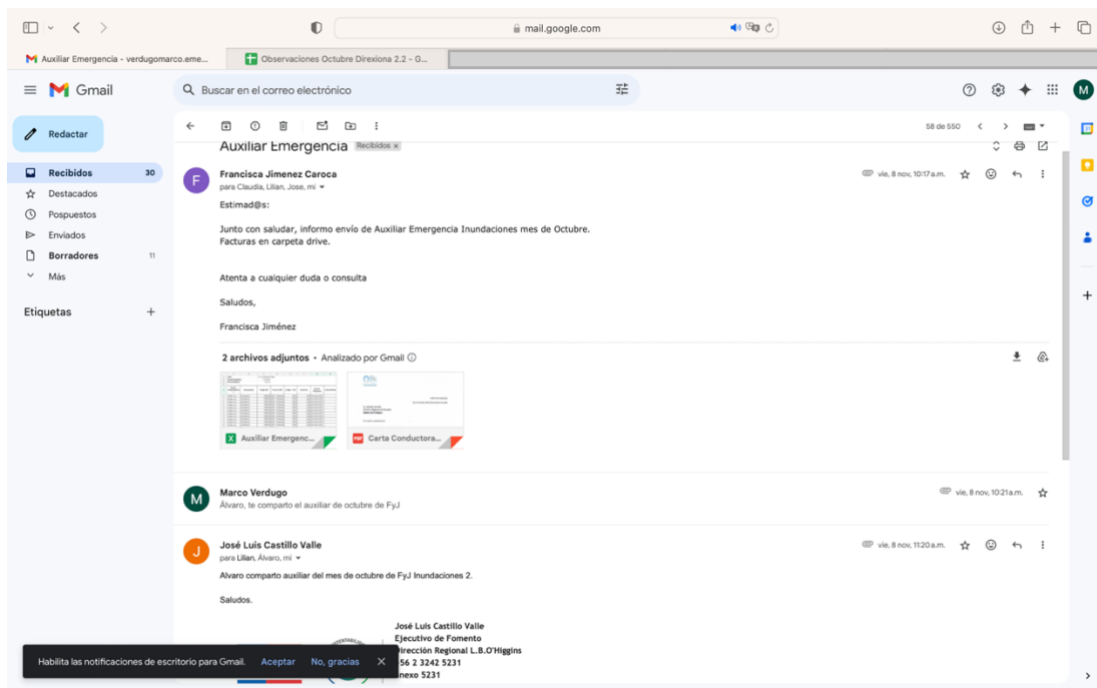 mail.google.com
Auxiliar Emergencia - verdugomarco.eme...
Observaciones Octubre Direxiona 2.2 - G...
Gmail
Buscar en el correo electrónico
M
Redactar
58 de 550
Recibidos 30
Destacados
Pospuestos
Enviados
Borradores 11
Más
Etiquetas
Auxiliar Emergencia Recibidos x
F
Francisca Jimenez Caroca
vie, 8 nov, 10:17 a.m.
para Claudia, Lilian, Jose, mi
Estimad@s:
Junto con saludar, informo envío de Auxiliar Emergencia Inundaciones mes de Octubre.
Facturas en carpeta drive.
Atenta a cualquier duda o consulta
Saludos,
Francisca Jiménez
2 archivos adjuntos • Analizado por Gmail
X Auxiliar Emergenc...
PDF Carta Conductora...
M
Marco Verdugo
vie, 8 nov, 10:21 a.m.
Álvaro, te comparto el auxiliar de octubre de FyJ
J
José Luis Castillo Valle
vie, 8 nov, 11:20 a.m.
para Lilian, Álvaro, mi
Alvaro comparto auxiliar del mes de octubre de FyJ Inundaciones 2.
Saludos.
José Luis Castillo Valle
Ejecutivo de Fomento
Dirección Regional L.B.O'Higgins
56 2 3242 5231
nexo 5231
Habilita las notificaciones de escritorio para Gmail. Aceptar No, gracias